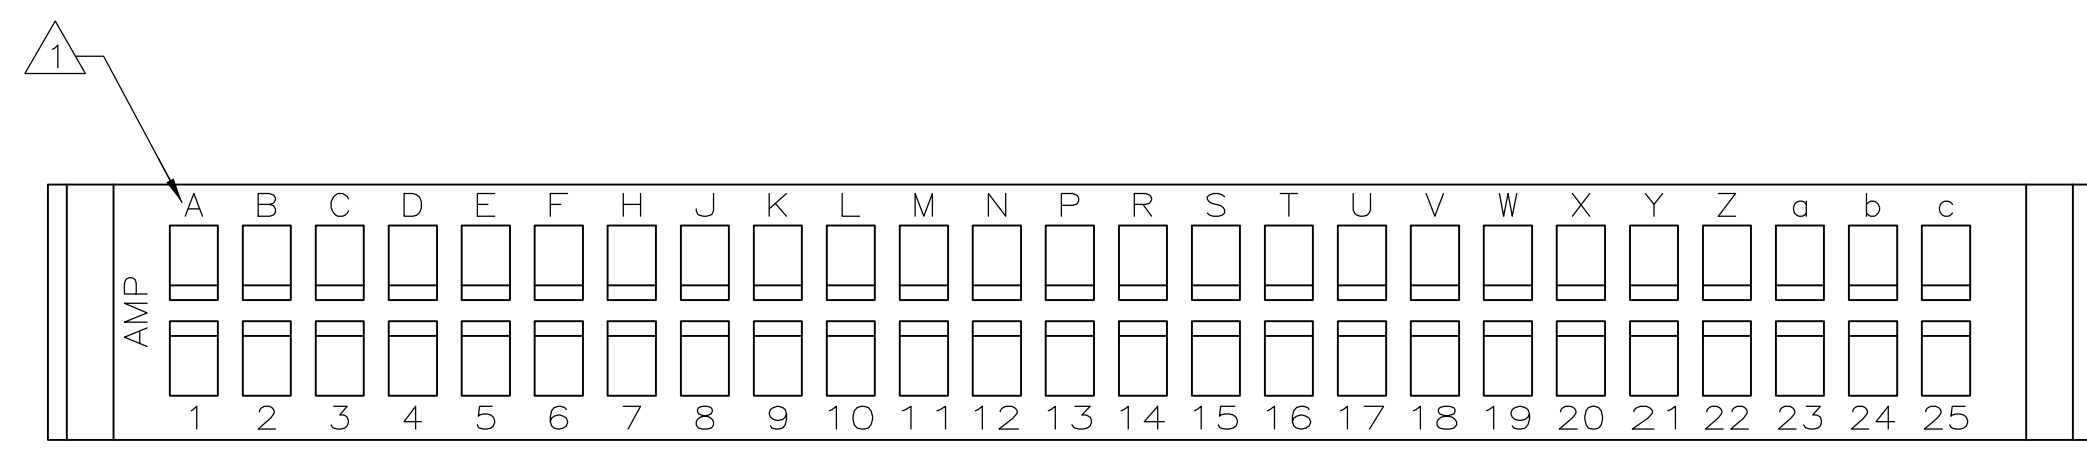 1
A B C D E F H J K L M N P R S T U V W X Y Z a b c
AMP
1 2 3 4 5 6 7 8 9 10 11 12 13 14 15 16 17 18 19 20 21 22 23 24 25